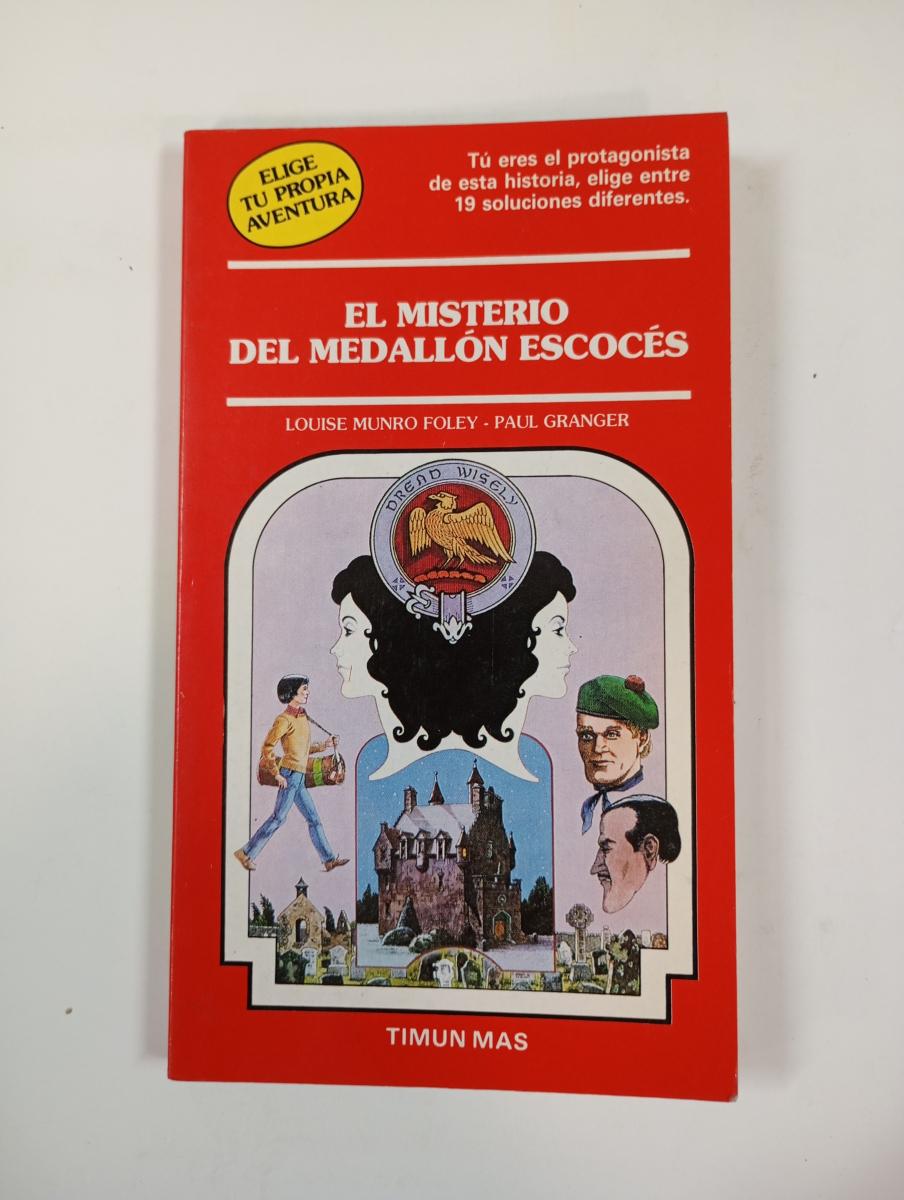 ELIGE
TU PROPIA
AVENTURA
Tú eres el protagonista
de esta historia, elige entre
19 soluciones diferentes.
EL MISTERIO
DEL MEDALLÓN ESCOCÉS
LOUISE MUNRO FOLEY - PAUL GRANGER
DREAD WISELY
TIMUN MAS